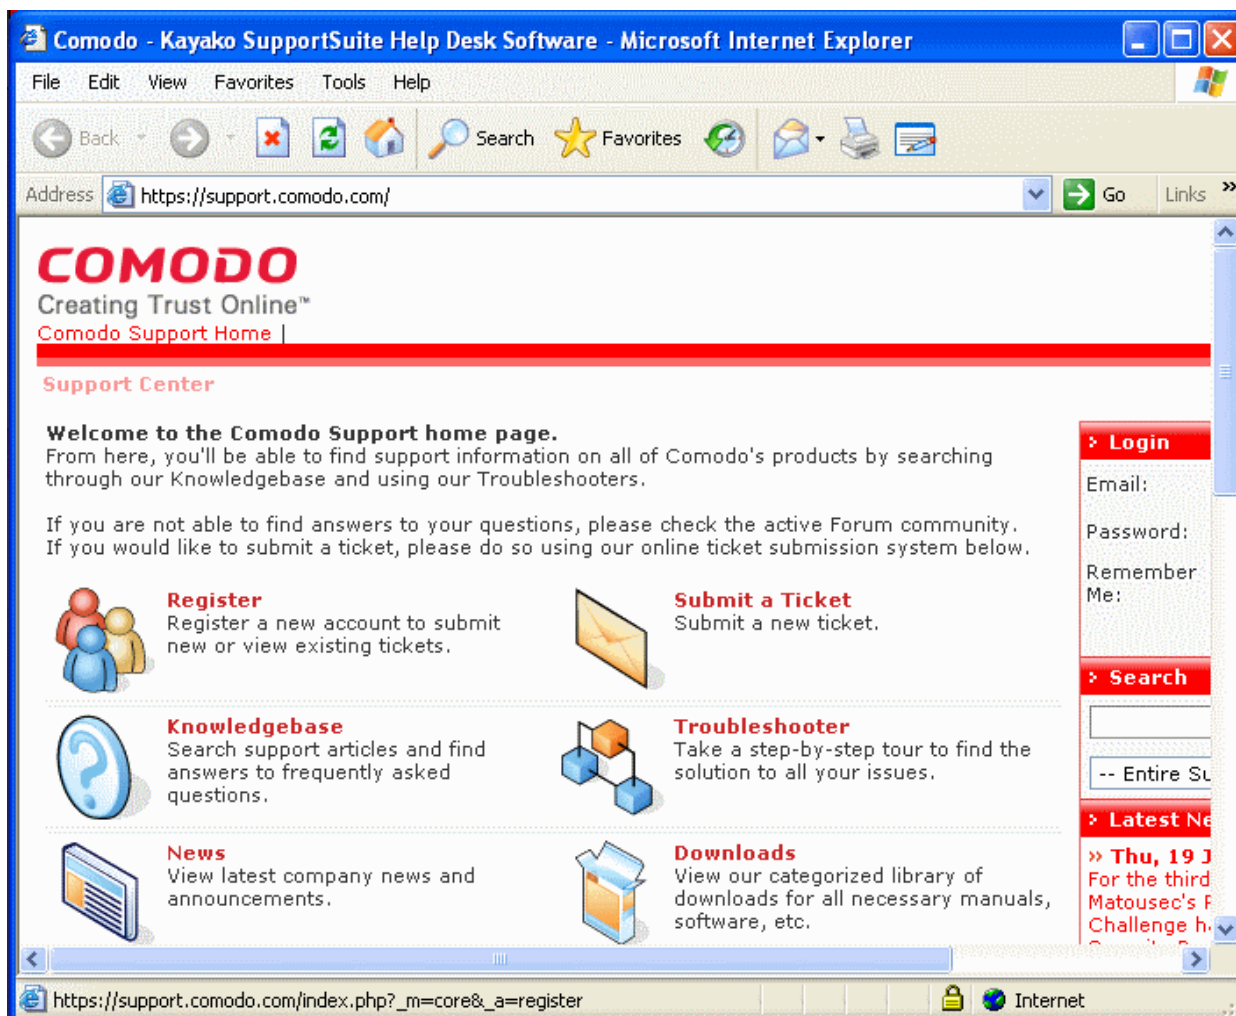 Comodo - Kayako SupportSuite Help Desk Software - Microsoft Internet Explorer
File Edit View Favorites Tools Help
Back Search Favorites
Address https://support.comodo.com/ Go Links »
COMODO
Creating Trust Online™
Comodo Support Home |
Support Center
Welcome to the Comodo Support home page.
From here, you'll be able to find support information on all of Comodo's products by searching
through our Knowledgebase and using our Troubleshooters.
If you are not able to find answers to your questions, please check the active Forum community.
If you would like to submit a ticket, please do so using our online ticket submission system below.
Register
Register a new account to submit
new or view existing tickets.
Submit a Ticket
Submit a new ticket.
Knowledgebase
Search support articles and find
answers to frequently asked
questions.
Troubleshooter
Take a step-by-step tour to find the
solution to all your issues.
News
View latest company news and
announcements.
Downloads
View our categorized library of
downloads for all necessary manuals,
software, etc.
Login
Email:
Password:
Remember
Me:
Search
-- Entire Su
Latest Ne
» Thu, 19 J
For the third
Matousec's
Challenge
https://support.comodo.com/index.php?_m=core&_a=register
Internet